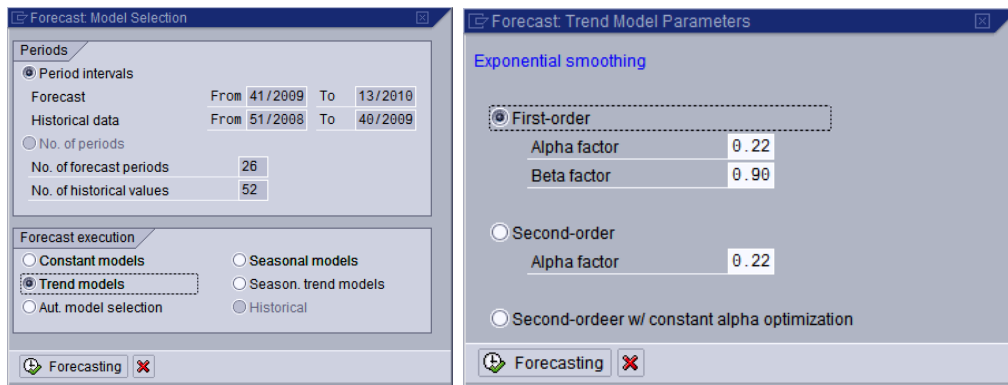 Forecast: Model Selection
Periods
Period intervals
Forecast From 41/2009 To 13/2010
Historical data From 51/2008 To 40/2009
No. of periods
No. of forecast periods 26
No. of historical values 52
Forecast execution
Constant models Seasonal models
Trend models Season. trend models
Aut. model selection Historical
Forecasting
Forecast: Trend Model Parameters
Exponential smoothing
First-order
Alpha factor 0.22
Beta factor 0.90
Second-order
Alpha factor 0.22
Second-ordeer w/ constant alpha optimization
Forecasting